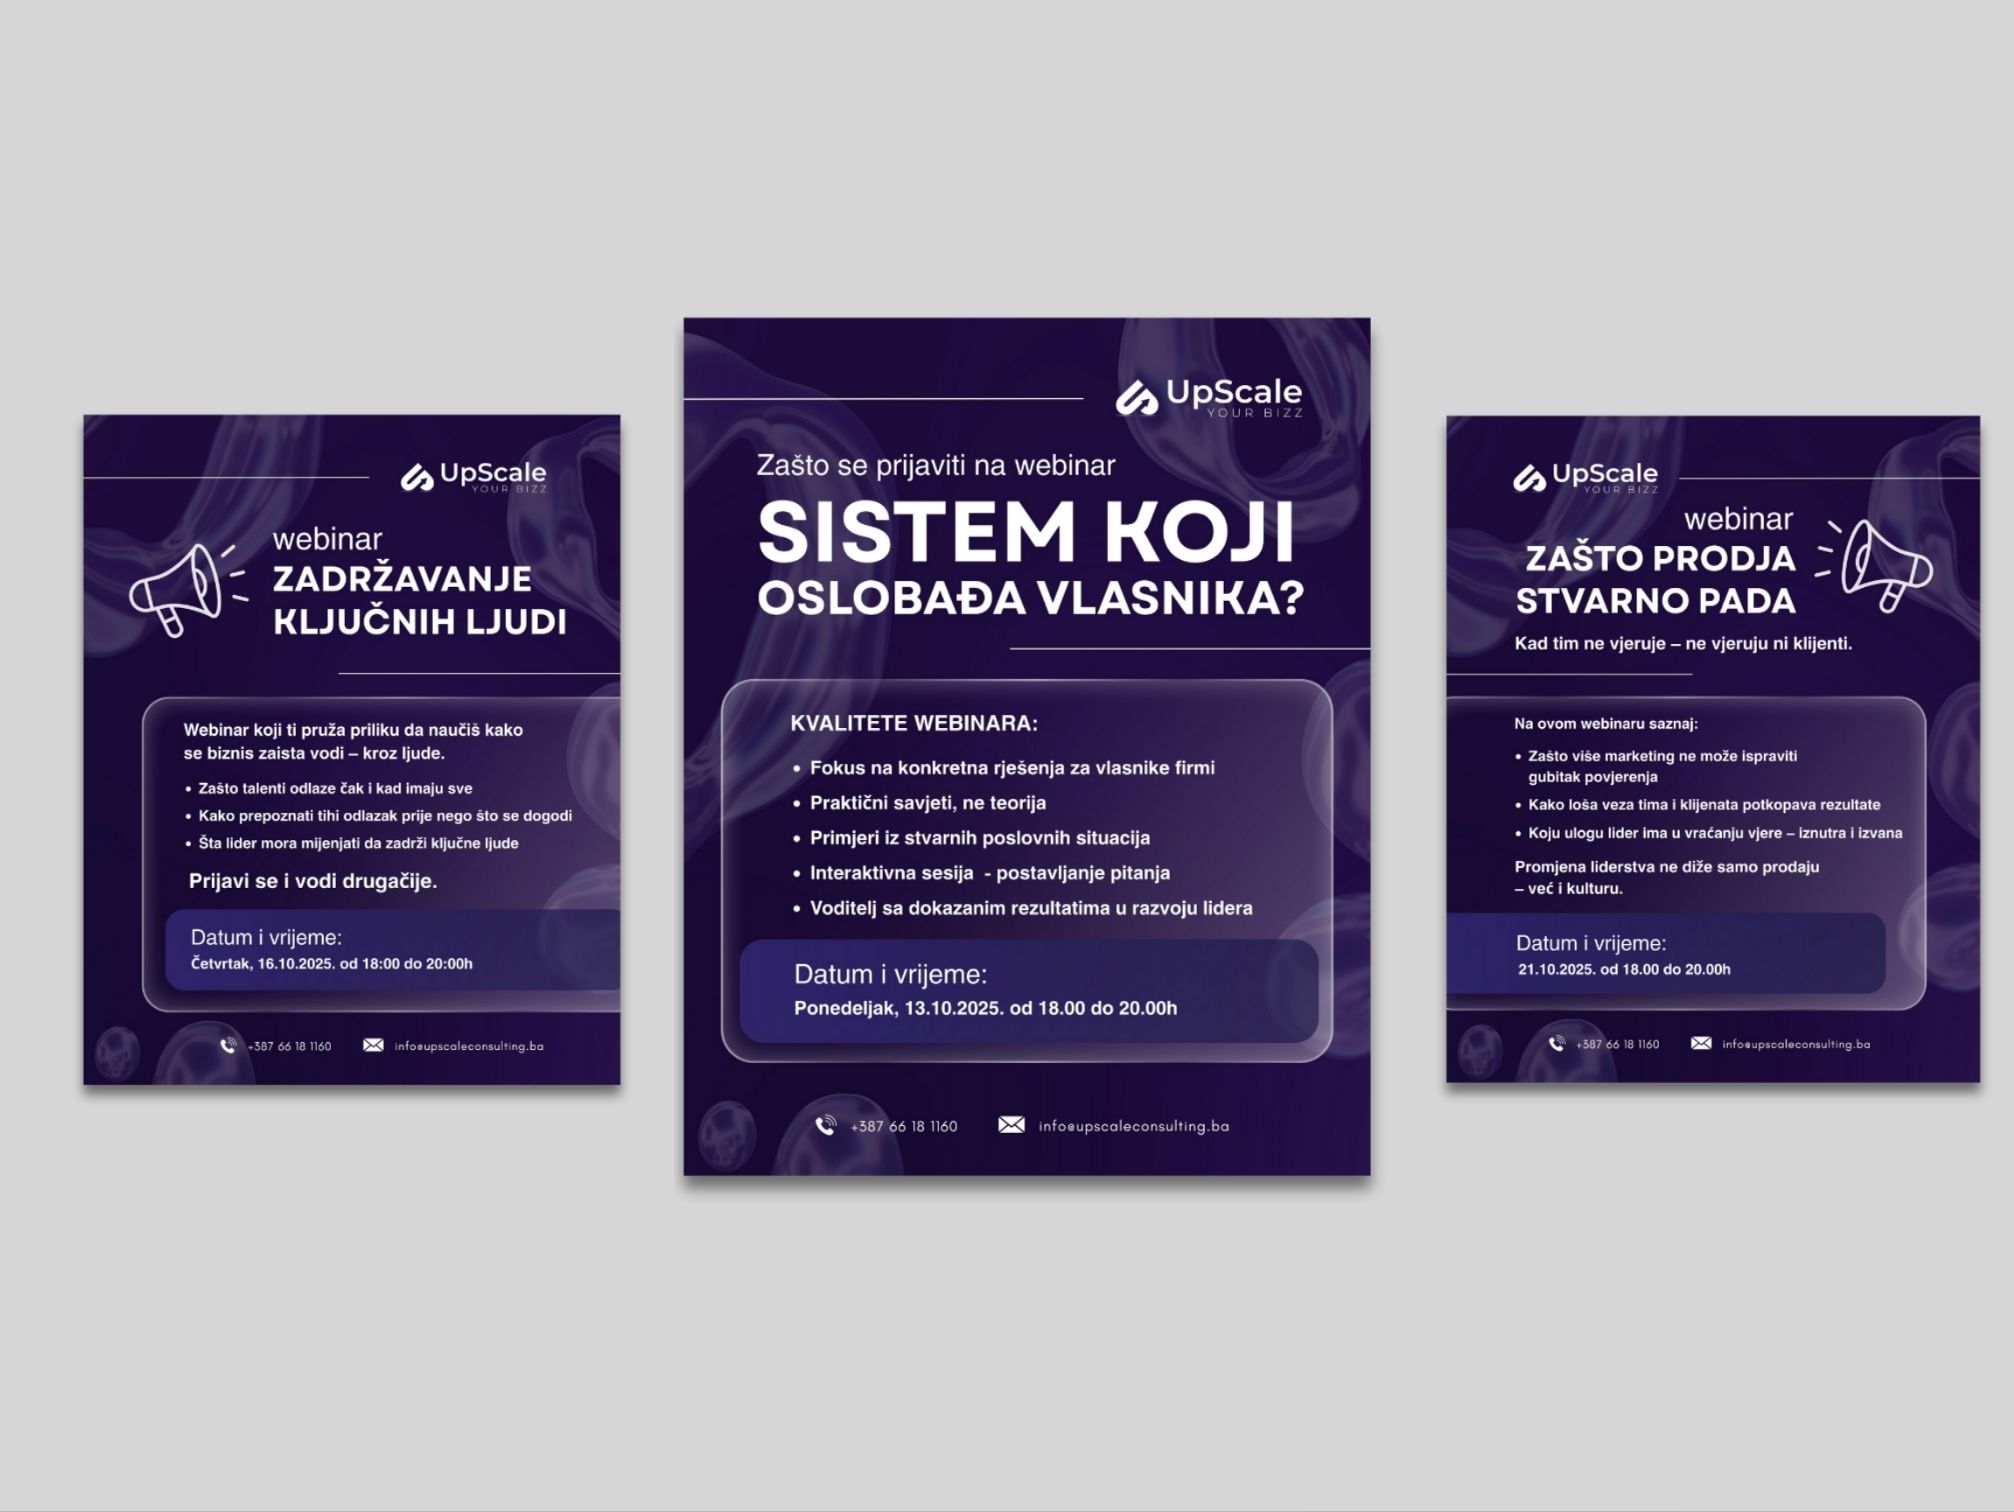 UpScale
YOUR BIZZ
webinar
ZADRŽAVANJE
KLJUČNIH LJUDI
Webinar koji ti pruža priliku da naučiš kako
se biznis zaista vodi – kroz ljude.
• Zašto talenti odlaze čak i kad imaju sve
• Kako prepoznati tihi odlazak prije nego što se dogodi
• Šta lider mora mijenjati da zadrži ključne ljude
Prijavi se i vodi drugačije.
Datum i vrijeme:
Četvrtak, 16.10.2025. od 18:00 do 20:00h
+387 66 18 1160
info@upscaleconsulting.ba
UpScale
YOUR BIZZ
Zašto se prijaviti na webinar
SISTEM KOJI
OSLOBAĐA VLASNIKA?
KVALITETE WEBINARA:
• Fokus na konkretna rješenja za vlasnike firmi
• Praktični savjeti, ne teorija
• Primjeri iz stvarnih poslovnih situacija
• Interaktivna sesija - postavljanje pitanja
• Voditelj sa dokazanim rezultatima u razvoju lidera
Datum i vrijeme:
Ponedeljak, 13.10.2025. od 18.00 do 20.00h
+387 66 18 1160
info@upscaleconsulting.ba
UpScale
YOUR BIZZ
webinar
ZAŠTO PRODJA
STVARNO PADA
Kad tim ne vjeruje – ne vjeruju ni klijenti.
Na ovom webinaru saznaj:
• Zašto više marketing ne može ispraviti
gubitak povjerenja
• Kako loša veza tima i klijenata potkopava rezultate
• Koju ulogu lider ima u vraćanju vjere – iznutra i izvana
Promjena liderstva ne diže samo prodaju
– već i kulturu.
Datum i vrijeme:
21.10.2025. od 18.00 do 20.00h
+387 66 18 1160
info@upscaleconsulting.ba